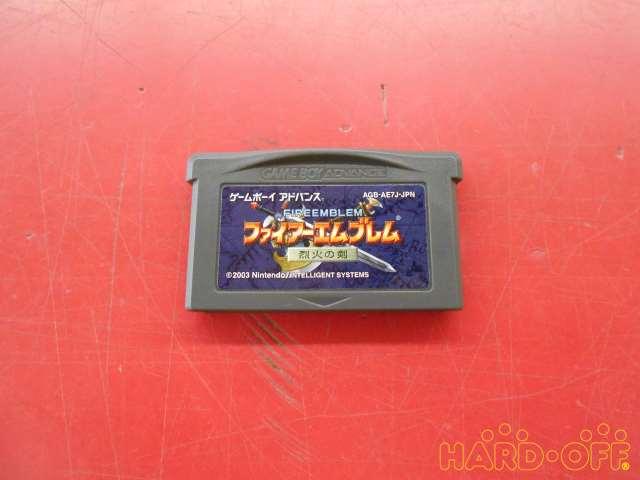 GAME BOY ADVANCE
ゲームボーイ アドバンス
AGB-AE7J-JPN
FIRE EMBLEM
ファイアーエムブレム
烈火の剣
©2003 Nintendo/INTELLIGENT SYSTEMS
HARD・OFF®